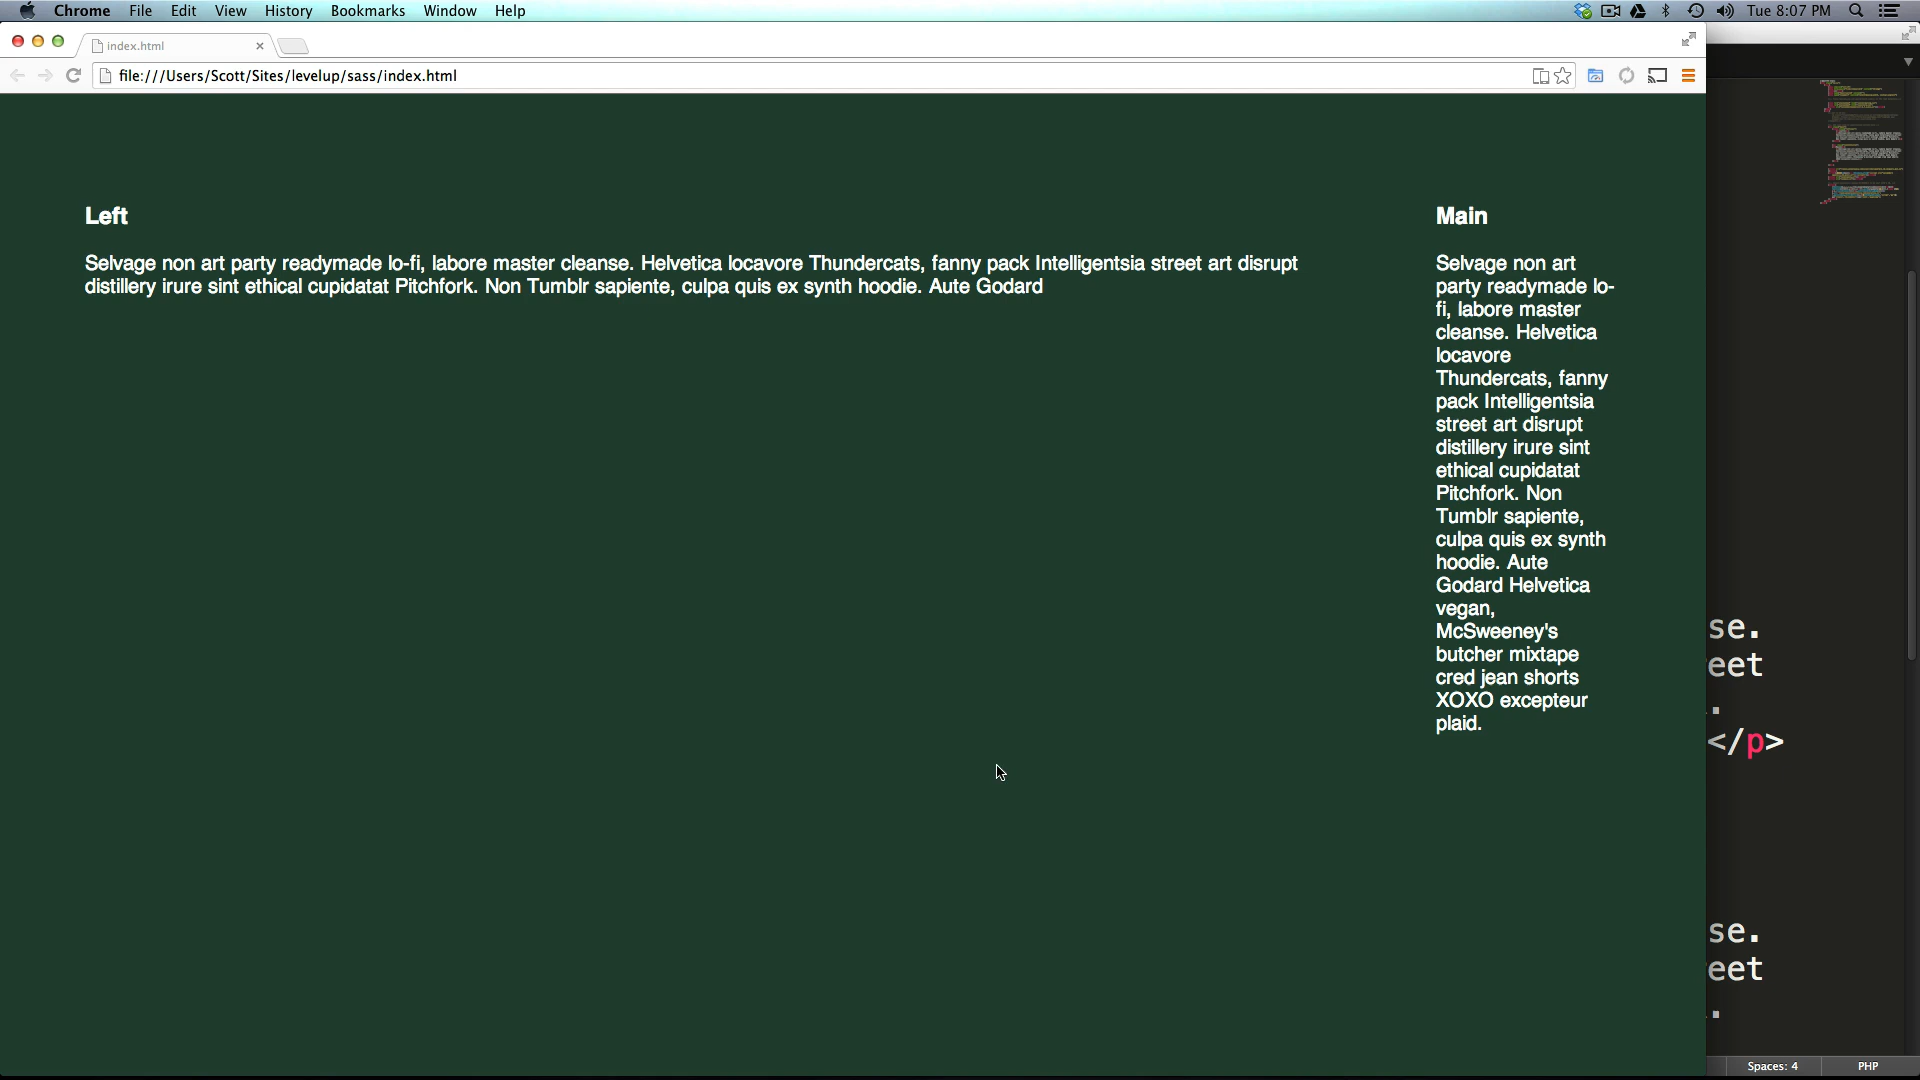 Chrome File Edit View History Bookmarks Window Help Tue 8:07 PM
index.html
file:///Users/Scott/Sites/levelup/sass/index.html
Left
Selvage non art party readymade lo-fi, labore master cleanse. Helvetica locavore Thundercats, fanny pack Intelligentsia street art disrupt
distillery irure sint ethical cupidatat Pitchfork. Non Tumblr sapiente, culpa quis ex synth hoodie. Aute Godard
Main
Selvage non art
party readymade lo-
fi, labore master
cleanse. Helvetica
locavore
Thundercats, fanny
pack Intelligentsia
street art disrupt
distillery irure sint
ethical cupidatat
Pitchfork. Non
Tumblr sapiente,
culpa quis ex synth
hoodie. Aute
Godard Helvetica
vegan,
McSweeney's
butcher mixtape
cred jean shorts
XOXO excepteur
plaid.
se.
eet
.
</p>
se.
eet
.
Spaces: 4 PHP